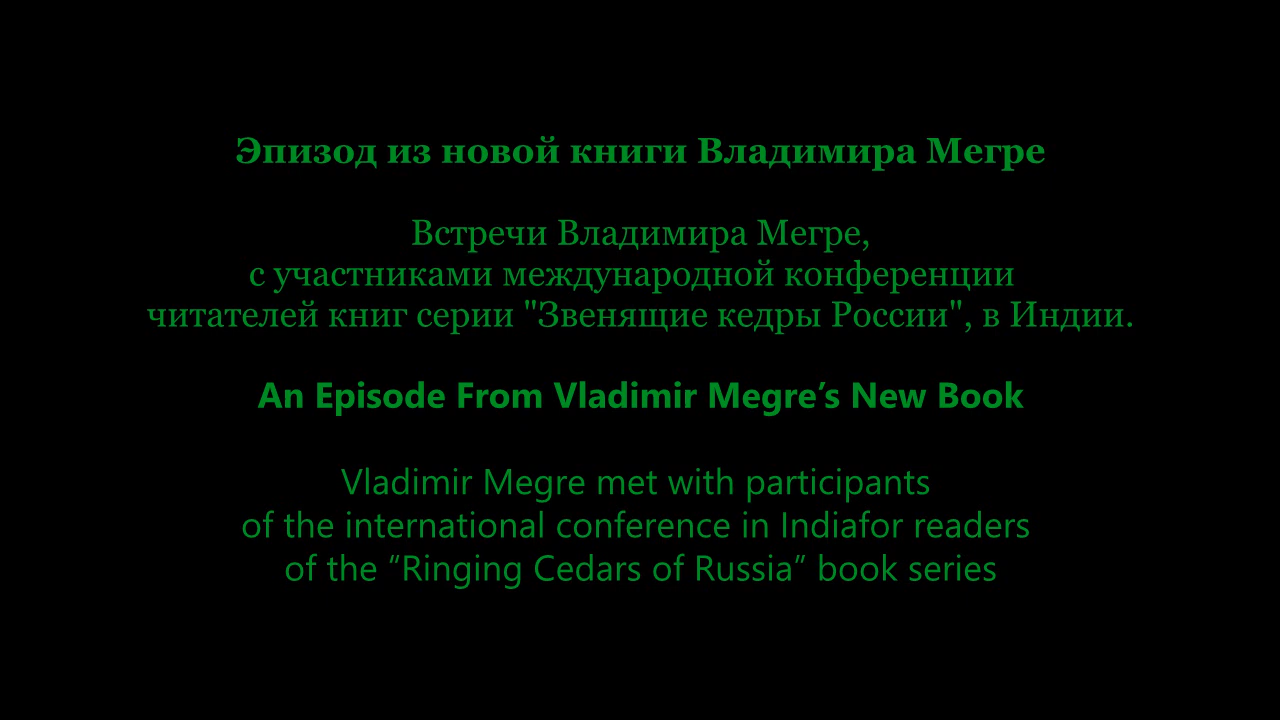 Эпизод из новой книги Владимира Мегре
Встречи Владимира Мегре,
с участниками международной конференции
читателей книг серии "Звенящие кедры России", в Индии.
An Episode From Vladimir Megre’s New Book
Vladimir Megre met with participants
of the international conference in Indiafor readers
of the “Ringing Cedars of Russia” book series